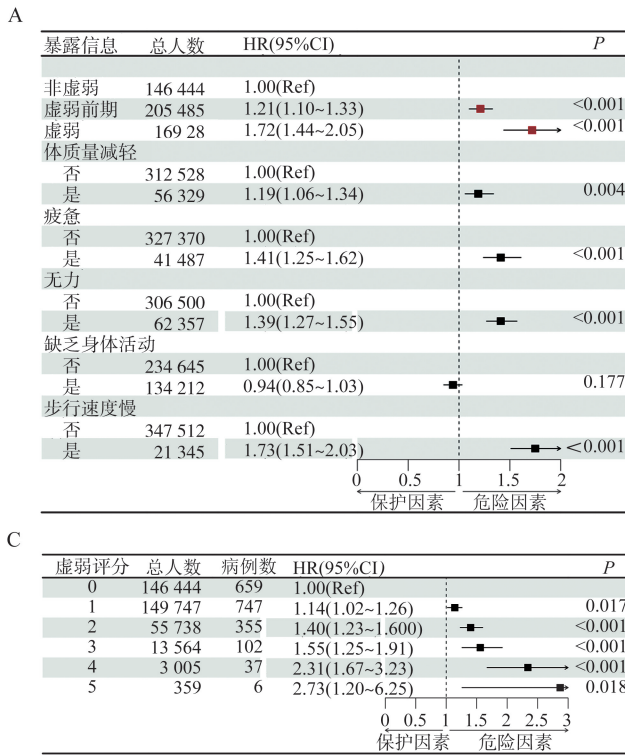 A
暴露信息 总人数 HR(95%CI) P
非虚弱 146 444 1.00(Ref)
虚弱前期 205 485 1.21(1.10~1.33) <0.001
虚弱 169 28 1.72(1.44~2.05) <0.001
体质量减轻
否 312 528 1.00(Ref)
是 56 329 1.19(1.06~1.34) 0.004
疲惫
否 327 370 1.00(Ref)
是 41 487 1.41(1.25~1.62) <0.001
无力
否 306 500 1.00(Ref)
是 62 357 1.39(1.27~1.55) <0.001
缺乏身体活动
否 234 645 1.00(Ref)
是 134 212 0.94(0.85~1.03) 0.177
步行速度慢
否 347 512 1.00(Ref)
是 21 345 1.73(1.51~2.03) <0.001
0 0.5 1 1.5 2
保护因素 危险因素
C
虚弱评分 总人数 病例数 HR(95%CI) P
0 146 444 659 1.00(Ref)
1 149 747 747 1.14(1.02~1.26) 0.017
2 55 738 355 1.40(1.23~1.600) <0.001
3 13 564 102 1.55(1.25~1.91) <0.001
4 3 005 37 2.31(1.67~3.23) <0.001
5 359 6 2.73(1.20~6.25) 0.018
0 0.5 1 1.5 2 2.5 3
保护因素 危险因素